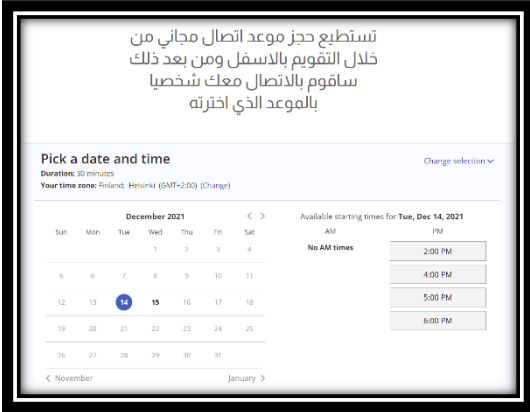 تستطيع حجز موعد اتصال مجاني من
خلال التقويم بالاسفل ومن بعد ذلك
ساقوم بالاتصال معك شخصيا
بالموعد الذي اخترته
Pick a date and time
Change selection
Duration: 30 minutes
Your time zone: Finland; Helsinki (GMT+2:00) (Change)
December 2021 < >
Sun Mon Tue Wed Thu Fri Sat
1 2 3 4
5 6 7 8 9 10 11
12 13 14 15 16 17 18
19 20 21 22 23 24 25
26 27 28 29 30 31
< November January >
Available starting times for Tue, Dec 14, 2021
AM PM
No AM times
2:00 PM
4:00 PM
5:00 PM
6:00 PM